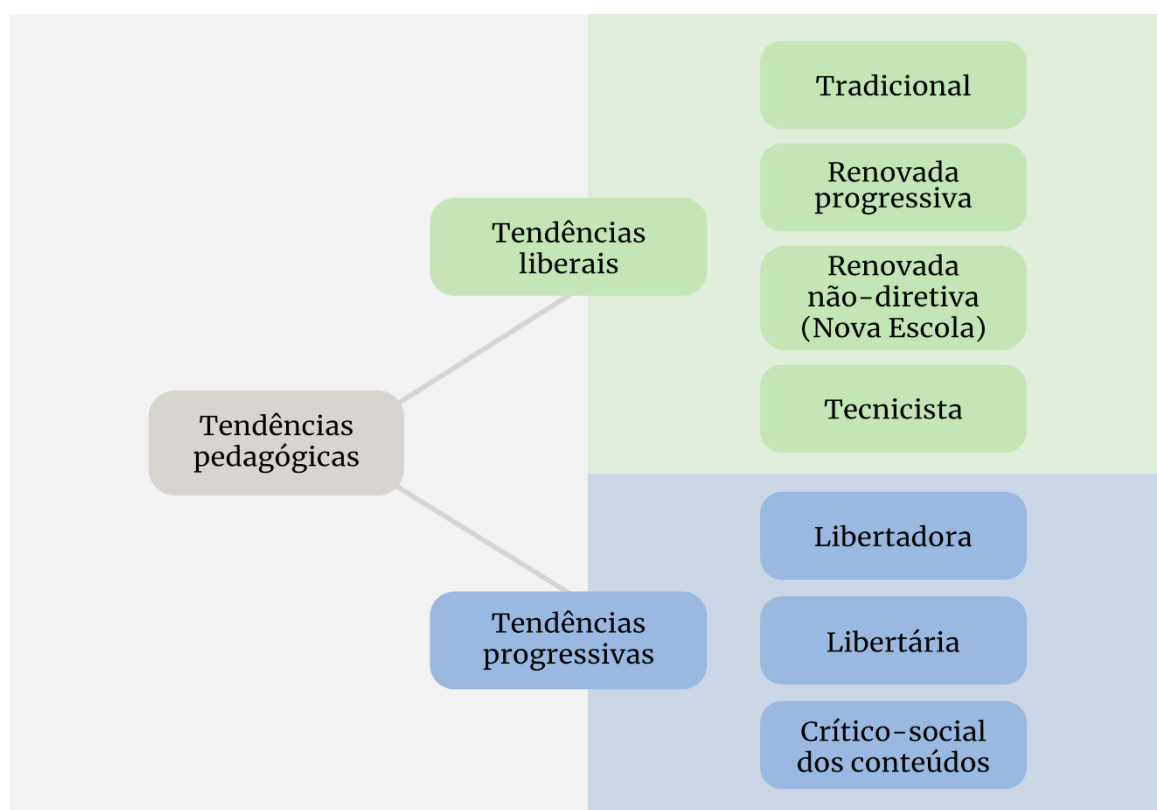 Tendências
pedagógicas
Tendências
liberais
Tradicional
Renovada
progressiva
Renovada
não-diretiva
(Nova Escola)
Tecnicista
Tendências
progressivas
Libertadora
Libertária
Crítico-social
dos conteúdos